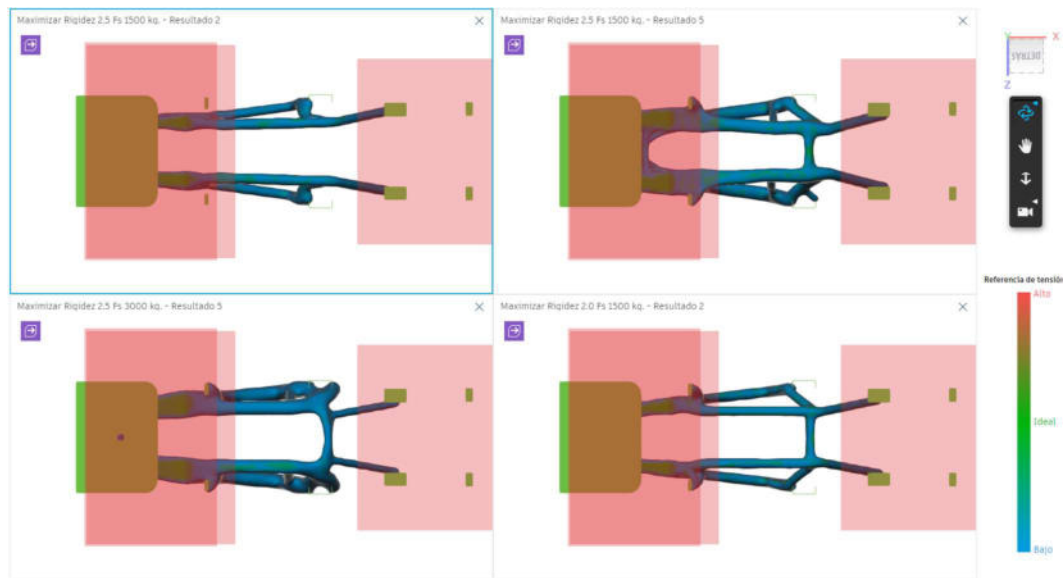 Maximizar Rigidez 2.5 Fs 1500 kg. - Resultado 2
Maximizar Rigidez 2.5 Fs 1500 kg. - Resultado 5
Y
X
DETRÁS
Z
Referencia de tensión
Alto
Maximizar Rigidez 2.5 Fs 3000 kg. - Resultado 5
Maximizar Rigidez 2.0 Fs 1500 kg. - Resultado 2
Ideal
Bajo